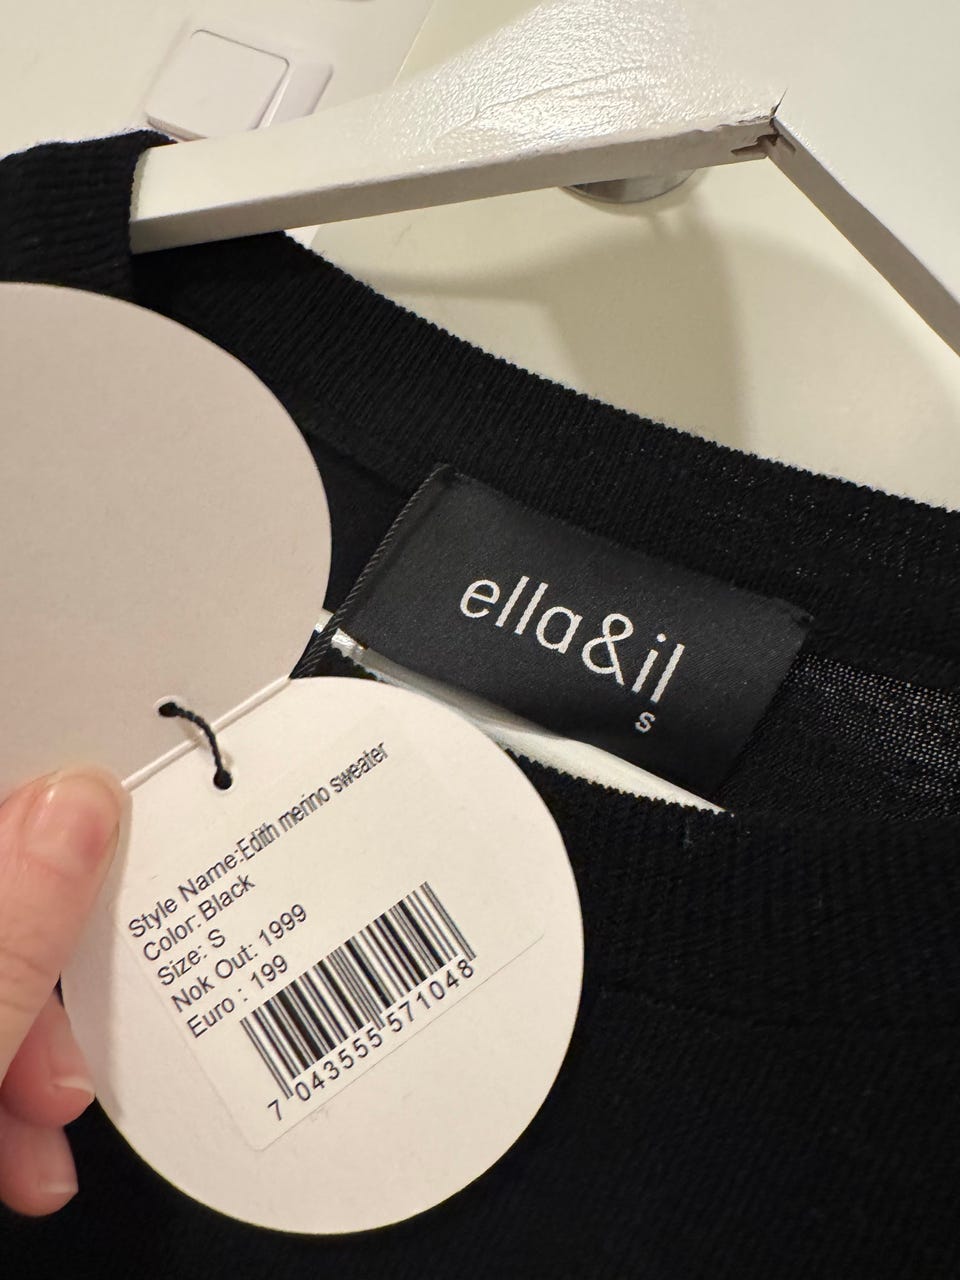 ella&il
S
Style Name:Edith merino sweater
Color: Black
Size: S
Nok Out: 1999
Euro : 199
7 043555 571048